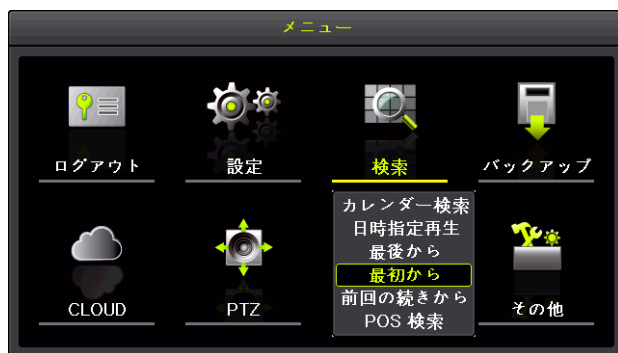 メニュー
ログアウト
設定
検索
バックアップ
カレンダー検索
日時指定再生
最後から
最初から
前回の続きから
POS 検索
CLOUD
PTZ
その他